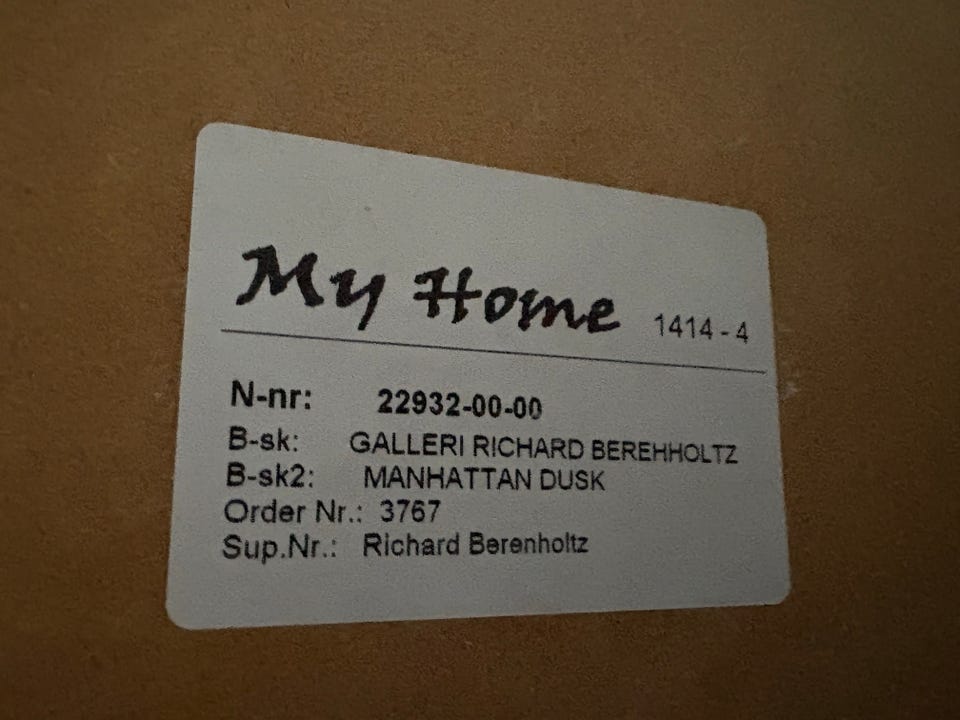 My Home 1414 - 4
N-nr: 22932-00-00
B-sk: GALLERI RICHARD BEREHHOLTZ
B-sk2: MANHATTAN DUSK
Order Nr.: 3767
Sup.Nr.: Richard Berenholtz